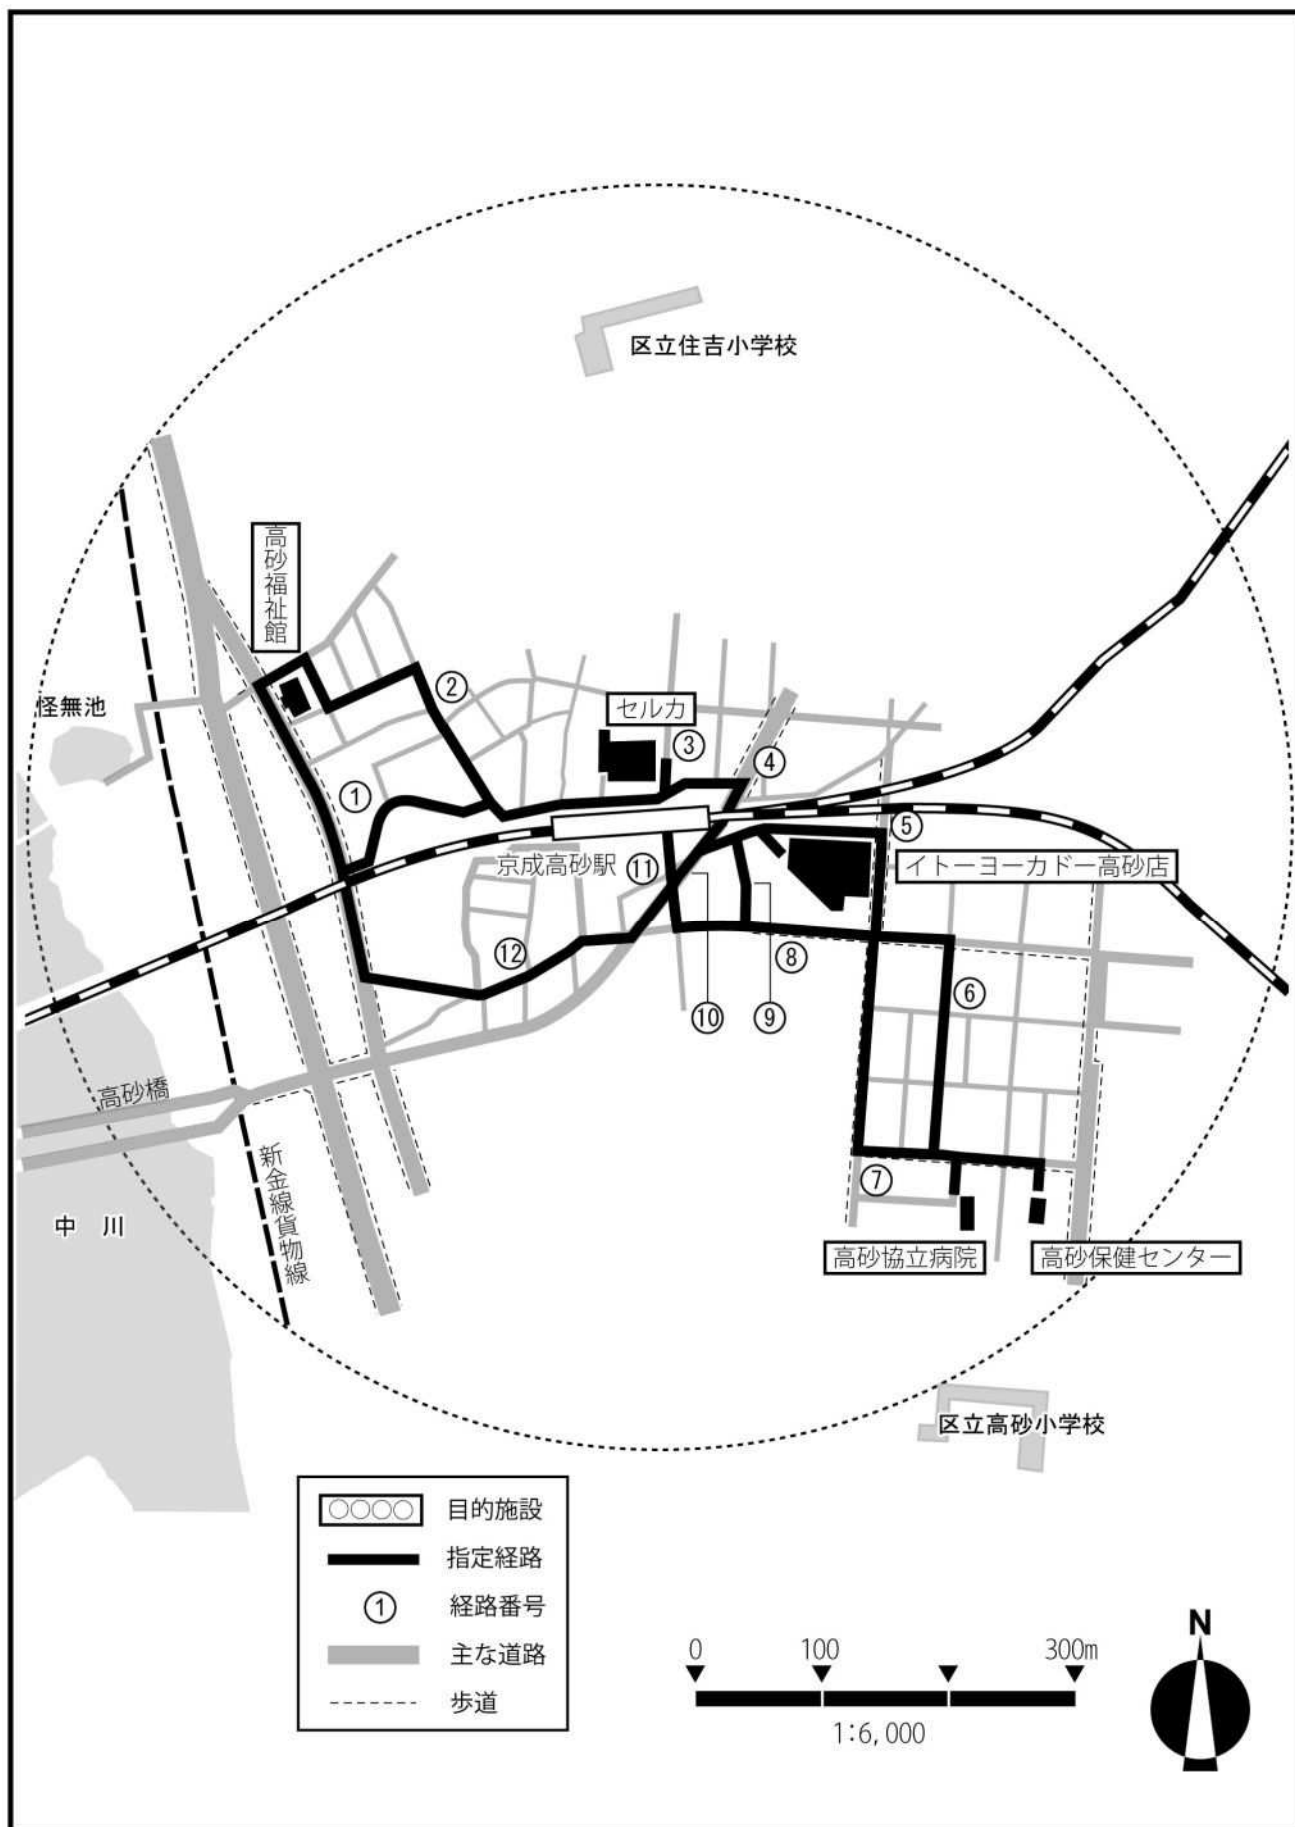 区立住吉小学校
高砂福祉館
怪無池
②
セルカ
③
④
①
⑤
京成高砂駅
⑪
イトーヨーカドー高砂店
⑫
⑧
⑥
⑩
⑨
高砂橋
新金線貨物線
⑦
中　川
高砂協立病院
高砂保健センター
区立高砂小学校
○○○○ 目的施設
指定経路
① 経路番号
主な道路
歩道
0 100 300m
1:6,000
N